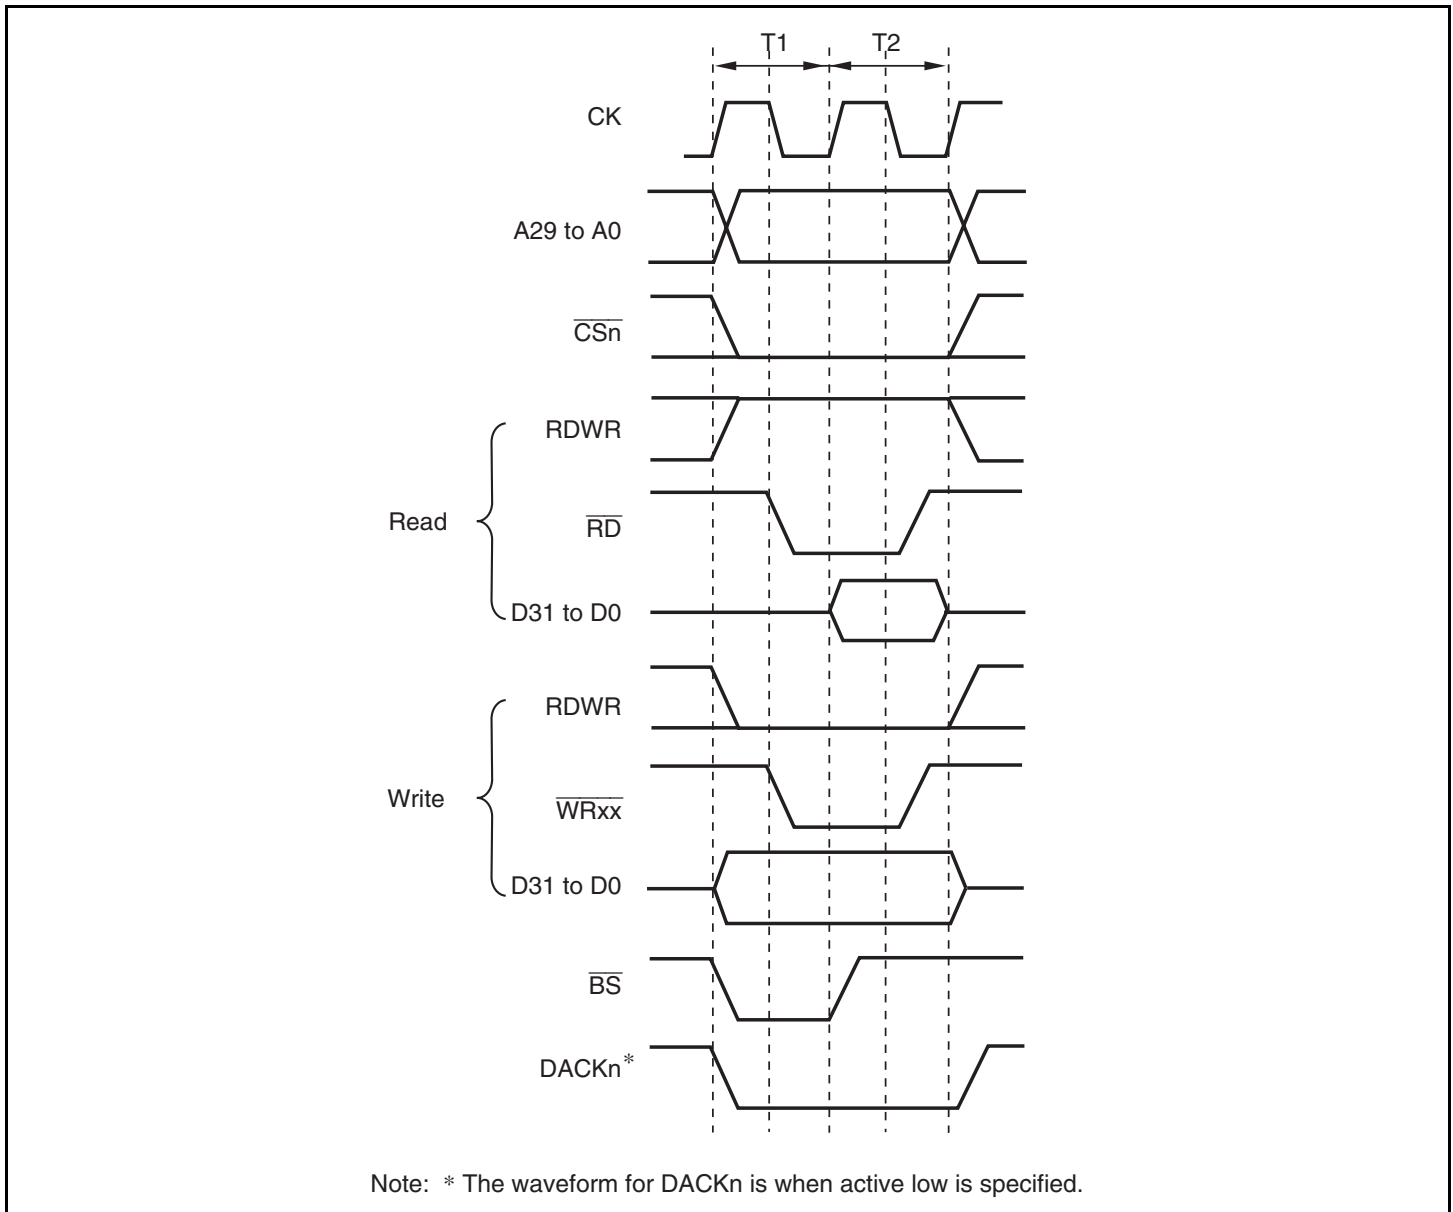 T1 T2
CK
A29 to A0
CSn
RDWR
Read
RD
D31 to D0
RDWR
Write
WRxx
D31 to D0
BS
DACKn*
Note: * The waveform for DACKn is when active low is specified.